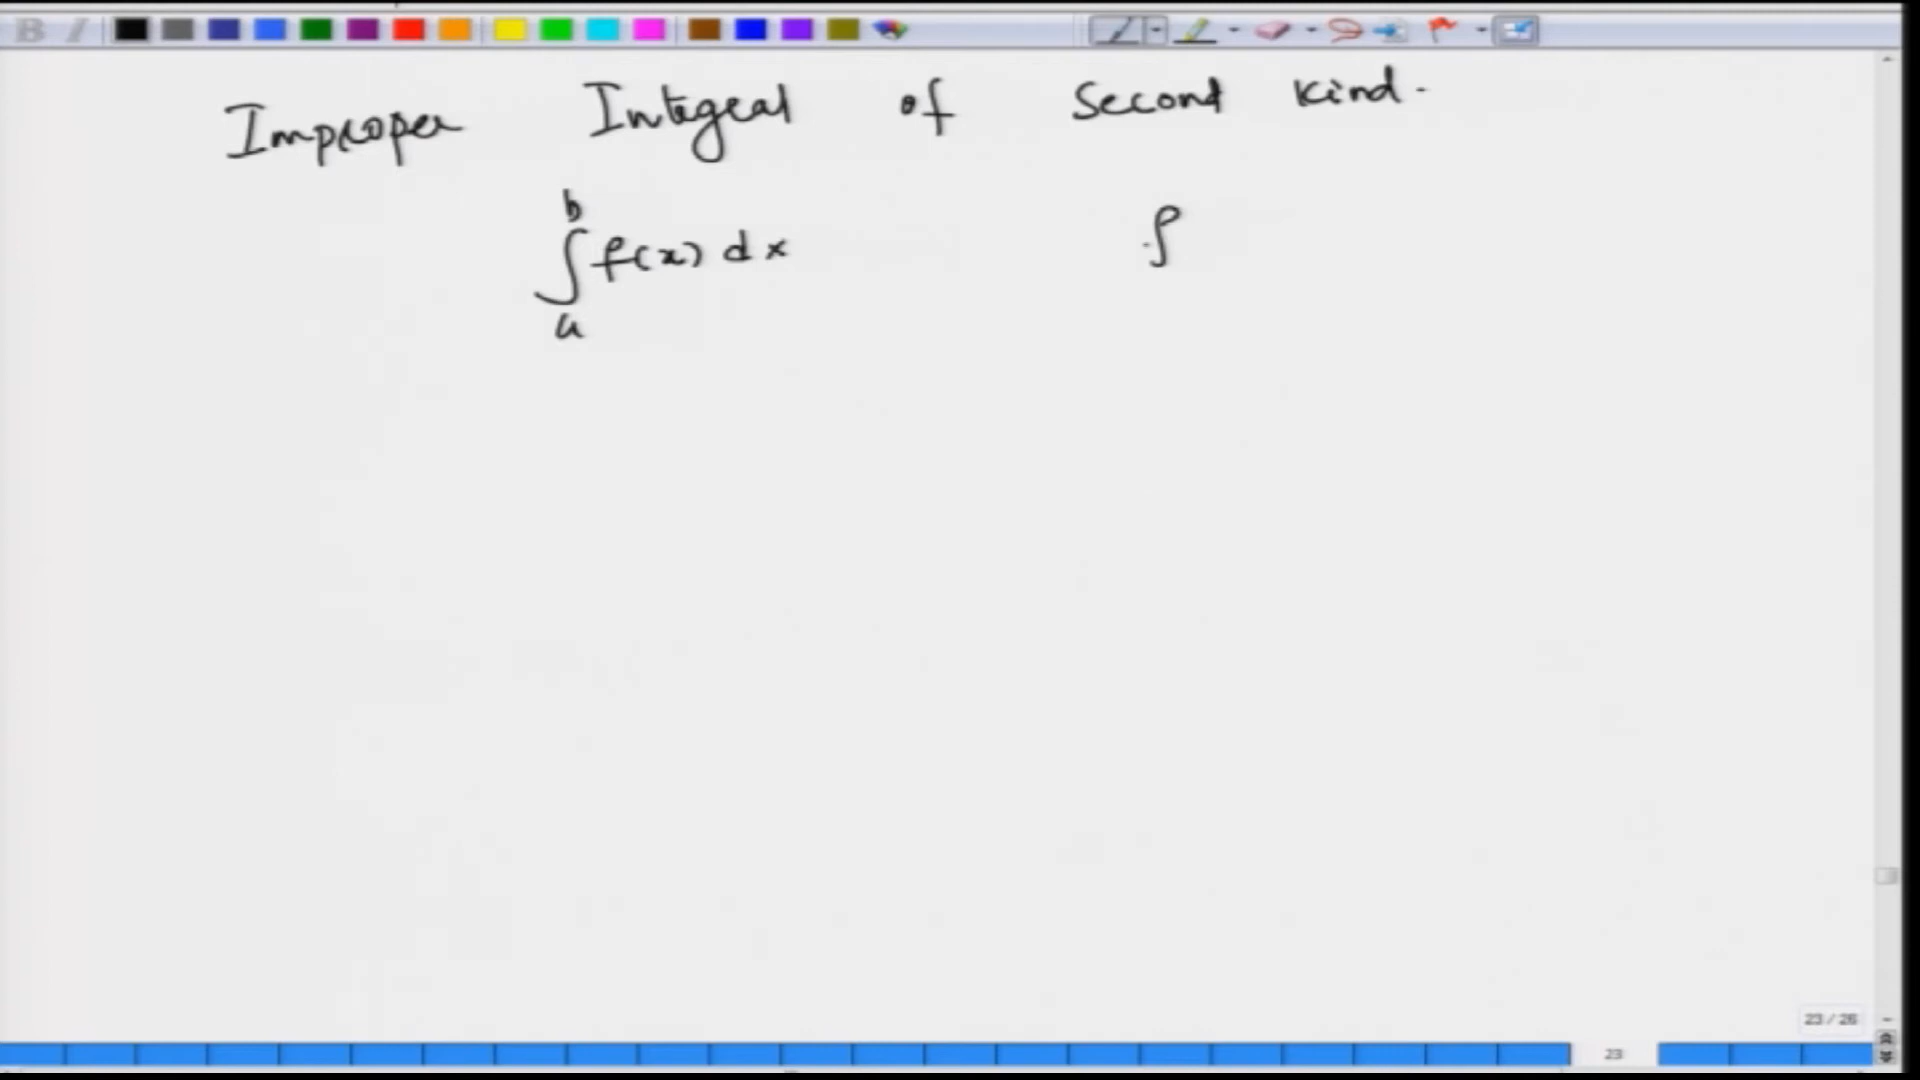 B I
Improper Integral of Second Kind.
b
∫ f(x) dx f
a
23 / 26
23